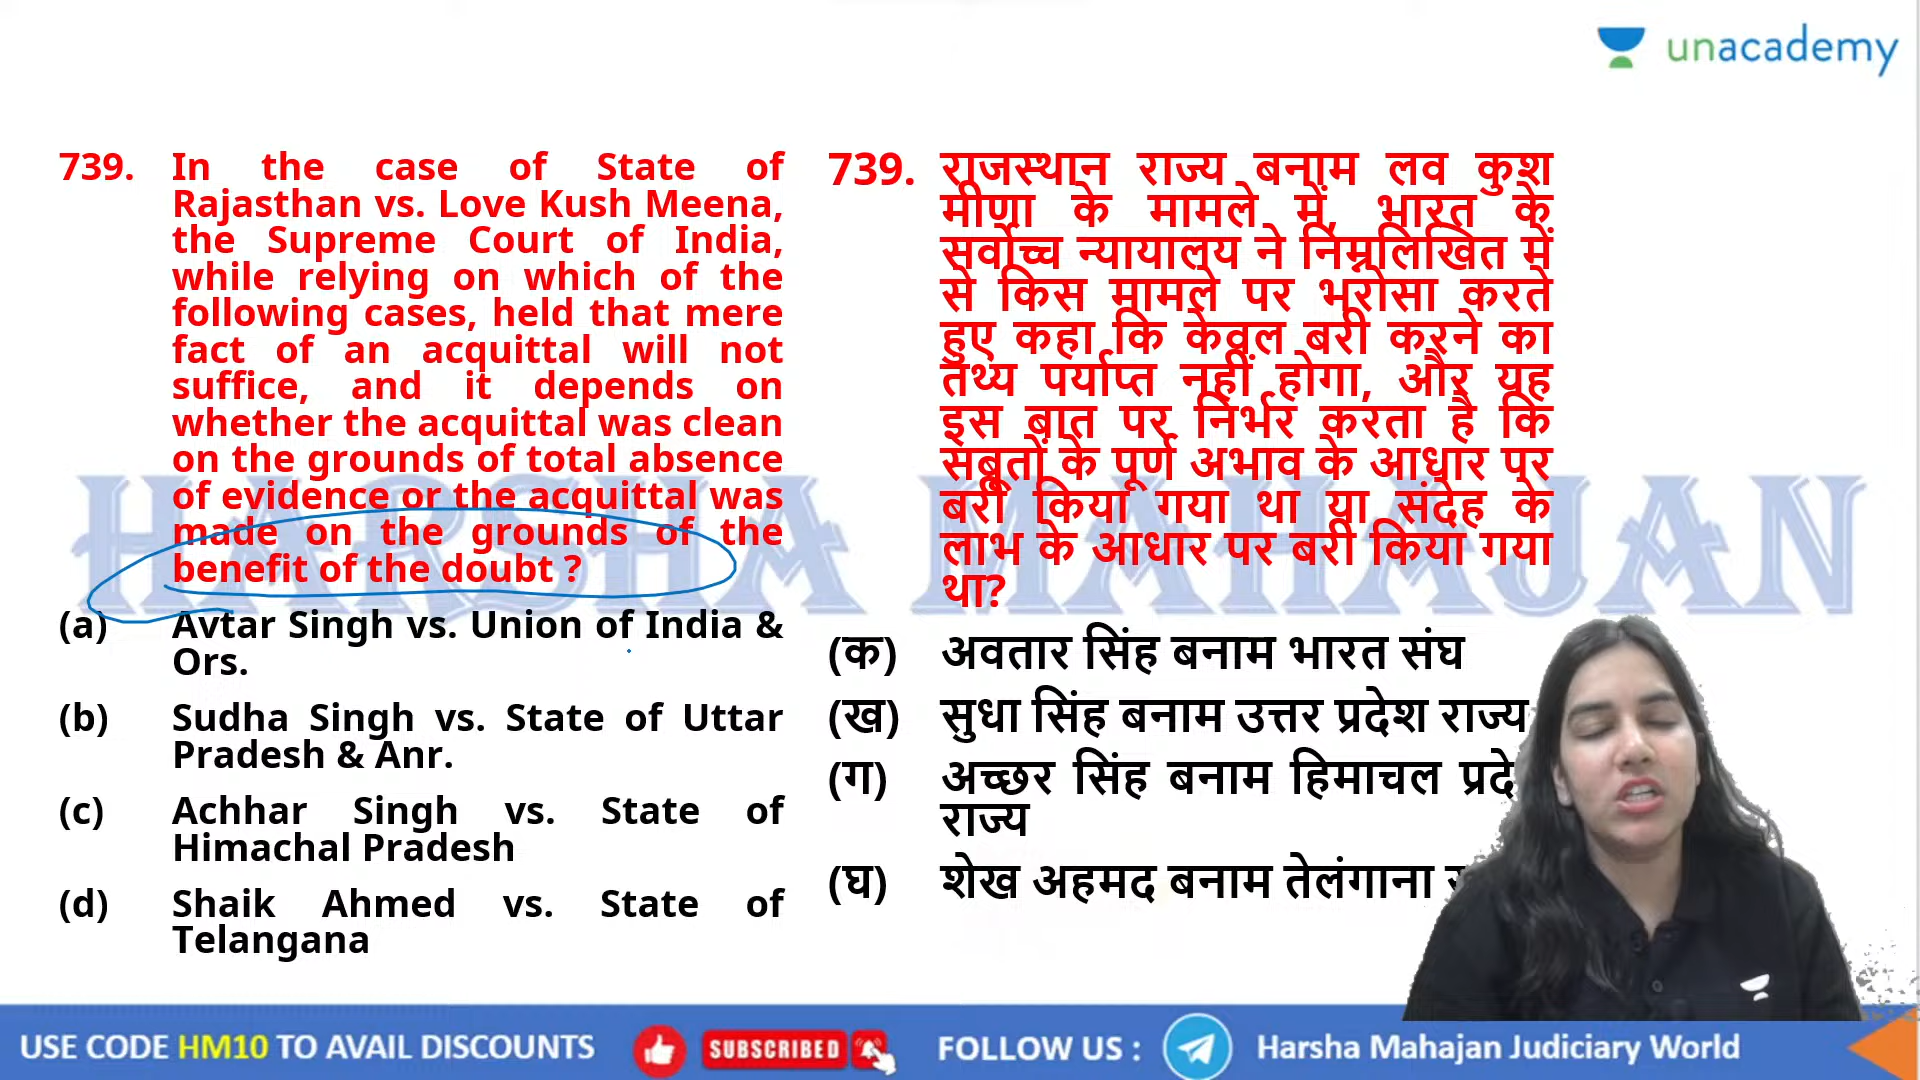 unacademy
739. In the case of State of
Rajasthan vs. Love Kush Meena,
the Supreme Court of India,
while relying on which of the
following cases, held that mere
fact of an acquittal will not
suffice, and it depends on
whether the acquittal was clean
on the grounds of total absence
of evidence or the acquittal was
made on the grounds of the
benefit of the doubt ?
(a) Avtar Singh vs. Union of India &
Ors.
(b) Sudha Singh vs. State of Uttar
Pradesh & Anr.
(c) Achhar Singh vs. State of
Himachal Pradesh
(d) Shaik Ahmed vs. State of
Telangana
739. राजस्थान राज्य बनाम लव कुश
मीणा के मामले में, भारत के
सर्वोच्च न्यायालय ने निम्नलिखित में
से किस मामले पर भरोसा करते
हुए कहा कि केवल बरी करने का
तथ्य पर्याप्त नहीं होगा, और यह
इस बात पर निर्भर करता है कि
सबूतों के पूर्ण अभाव के आधार पर
बरी किया गया था या संदेह के
लाभ के आधार पर बरी किया गया
था?
(क) अवतार सिंह बनाम भारत संघ
(ख) सुधा सिंह बनाम उत्तर प्रदेश राज्य
(ग) अच्छर सिंह बनाम हिमाचल
राज्य
(घ) शेख अहमद बनाम तेलंगाना
HARSHA MAHAJAN
USE CODE HM10 TO AVAIL DISCOUNTS
SUBSCRIBED
FOLLOW US :
Harsha Mahajan Judiciary World